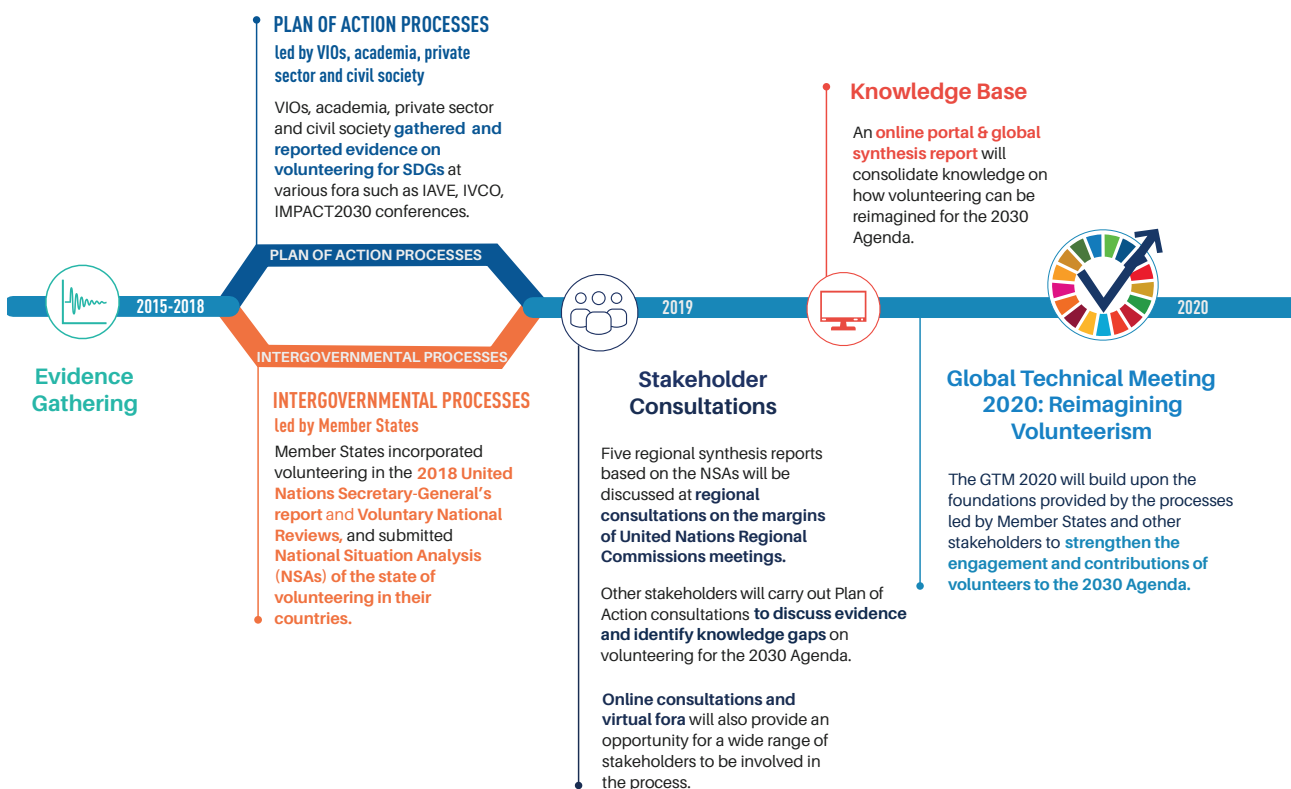 PLAN OF ACTION PROCESSES
led by VIOs, academia, private
sector and civil society
VIOs, academia, private sector
and civil society gathered and
reported evidence on
volunteering for SDGs at
various fora such as IAVE, IVCO,
IMPACT2030 conferences.
Knowledge Base
An online portal & global
synthesis report will
consolidate knowledge on
how volunteering can be
reimagined for the 2030
Agenda.
PLAN OF ACTION PROCESSES
2015-2018
2019
2020
INTERGOVERNMENTAL PROCESSES
Evidence
Gathering
INTERGOVERNMENTAL PROCESSES
led by Member States
Member States incorporated
volunteering in the 2018 United
Nations Secretary-General’s
report and Voluntary National
Reviews, and submitted
National Situation Analysis
(NSAs) of the state of
volunteering in their
countries.
Stakeholder
Consultations
Five regional synthesis reports
based on the NSAs will be
discussed at regional
consultations on the margins
of United Nations Regional
Commissions meetings.
Other stakeholders will carry out Plan of
Action consultations to discuss evidence
and identify knowledge gaps on
volunteering for the 2030 Agenda.
Online consultations and
virtual fora will also provide an
opportunity for a wide range of
stakeholders to be involved in
the process.
Global Technical Meeting
2020: Reimagining
Volunteerism
The GTM 2020 will build upon the
foundations provided by the processes
led by Member States and other
stakeholders to strengthen the
engagement and contributions of
volunteers to the 2030 Agenda.